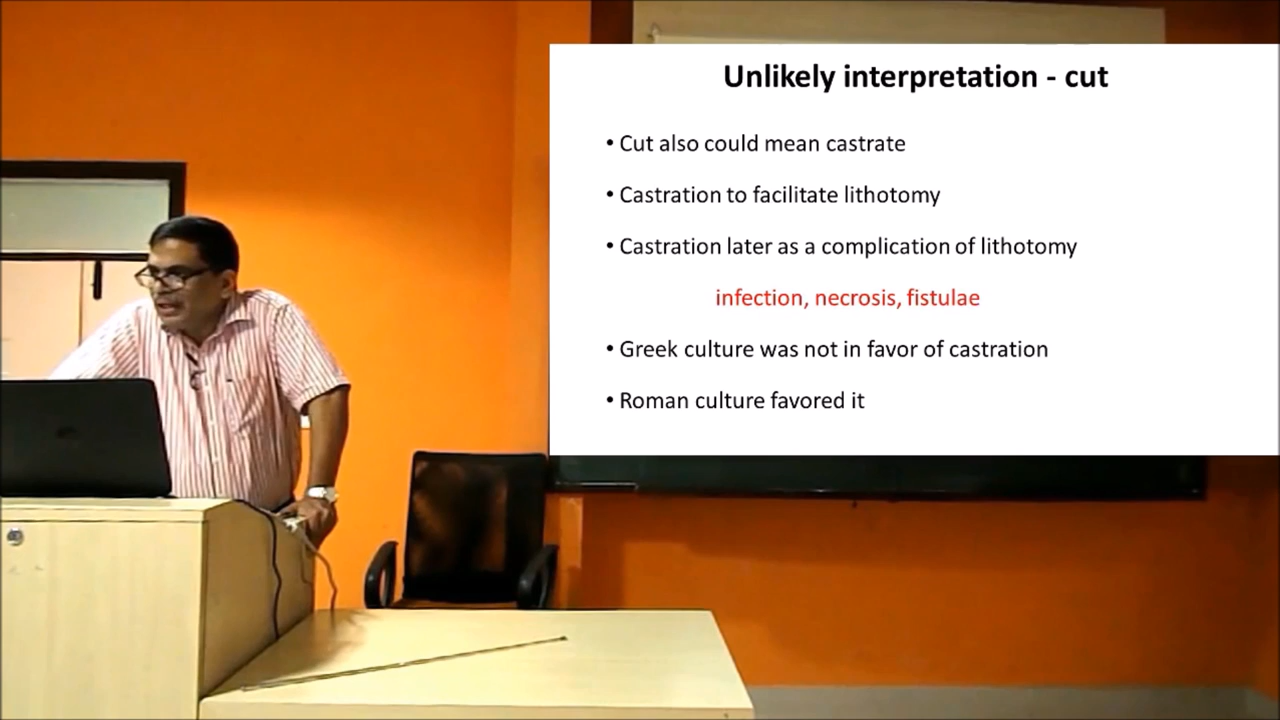 Unlikely interpretation - cut
• Cut also could mean castrate
• Castration to facilitate lithotomy
• Castration later as a complication of lithotomy
infection, necrosis, fistulae
• Greek culture was not in favor of castration
• Roman culture favored it